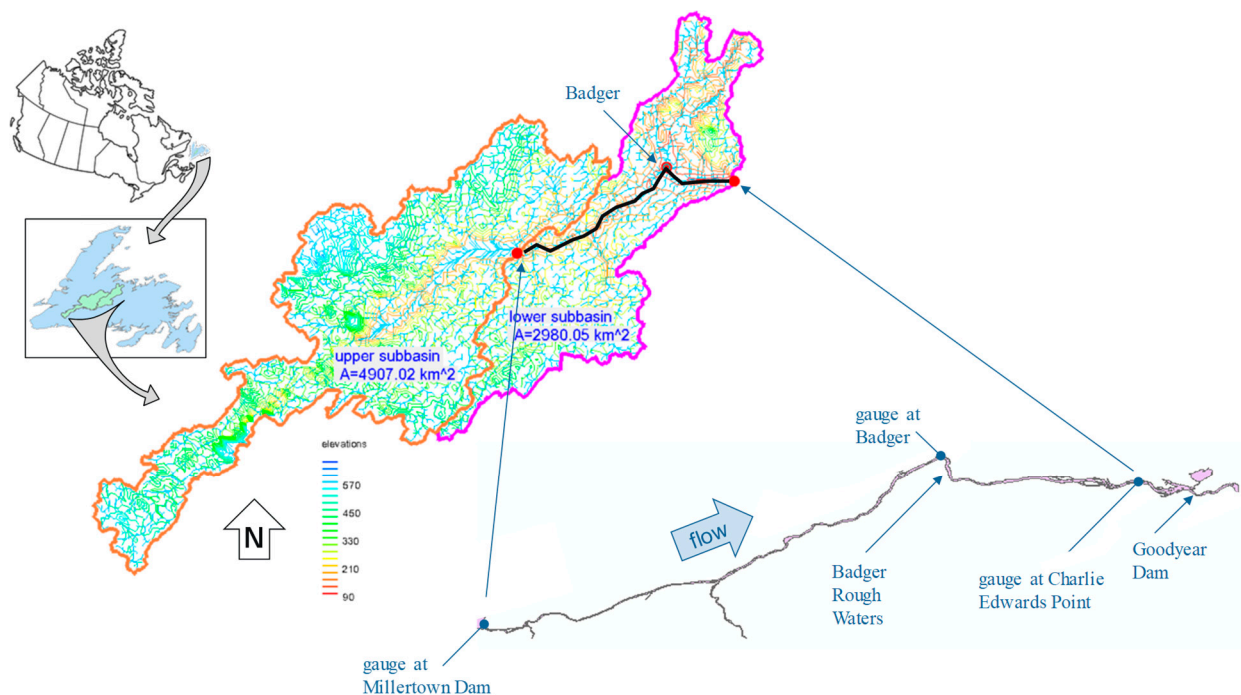 Badger
lower subbasin
A=2980.05 km^2
upper subbasin
A=4907.02 km^2
elevations
570
450
330
210
90
N
flow
gauge at
Badger
Badger
Rough
Waters
gauge at Charlie
Edwards Point
Goodyear
Dam
gauge at
Millertown Dam